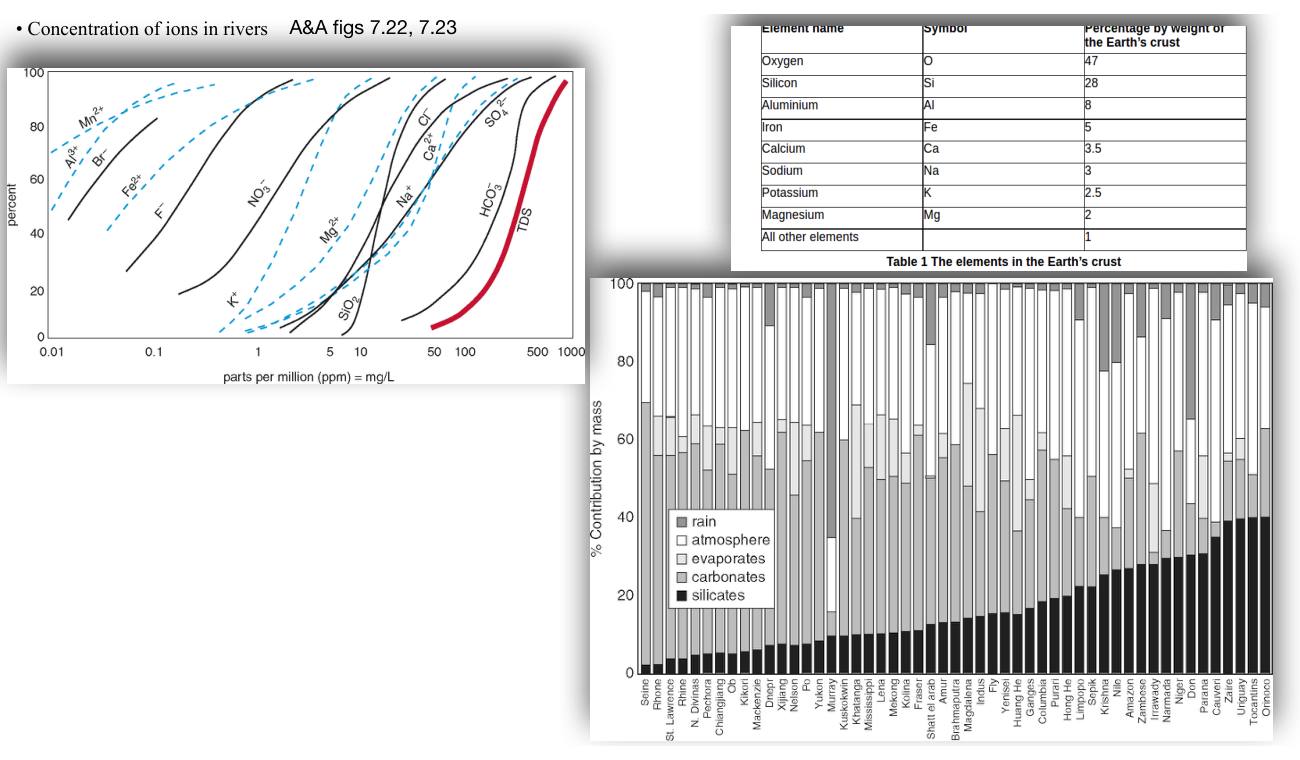 • Concentration of ions in rivers A&A figs 7.22, 7.23
100
80
60
40
20
0
percent
Mn2+
Al3+
Br−
Fe2+
F−
NO3−
K+
Mg2+
SiO2
Cl−
Ca2+
Na+
SO4 2−
HCO3−
TDS
0.01 0.1 1 5 10 50 100 500 1000
parts per million (ppm) = mg/L
Element name Symbol Percentage by weight of
the Earth's crust
Oxygen O 47
Silicon Si 28
Aluminium Al 8
Iron Fe 5
Calcium Ca 3.5
Sodium Na 3
Potassium K 2.5
Magnesium Mg 2
All other elements 1
Table 1 The elements in the Earth's crust
100
80
60
40
20
0
% Contribution by mass
rain
atmosphere
evaporates
carbonates
silicates
Seine
Rhone
St. Lawrence
Rhine
N. Divinas
Pechora
Chiangjiang
Ob
Kikori
Mackenzie
Dnepr
Xijiang
Nelson
Po
Yukon
Murray
Kuskokwin
Khatanga
Mississippi
Lena
Mekong
Kolina
Fraser
Shatt el arab
Amur
Brahmaputra
Magdalena
Indus
Fly
Yenisei
Huang He
Ganges
Columbia
Purari
Hong He
Limpopo
Sepik
Krishna
Nile
Amazon
Zambese
Irrawady
Narmada
Niger
Don
Parana
Cauveri
Zaire
Uriguay
Tocantins
Orinoco